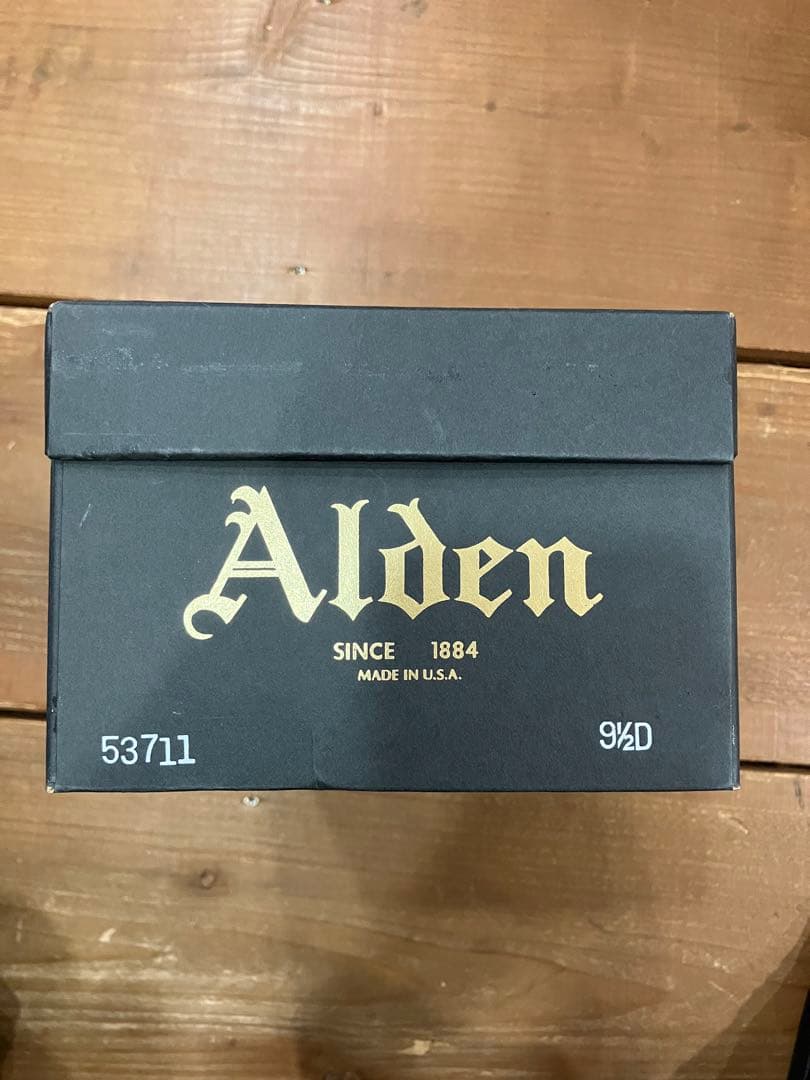 Alden
SINCE 1884
MADE IN U.S.A.
53711 9½D